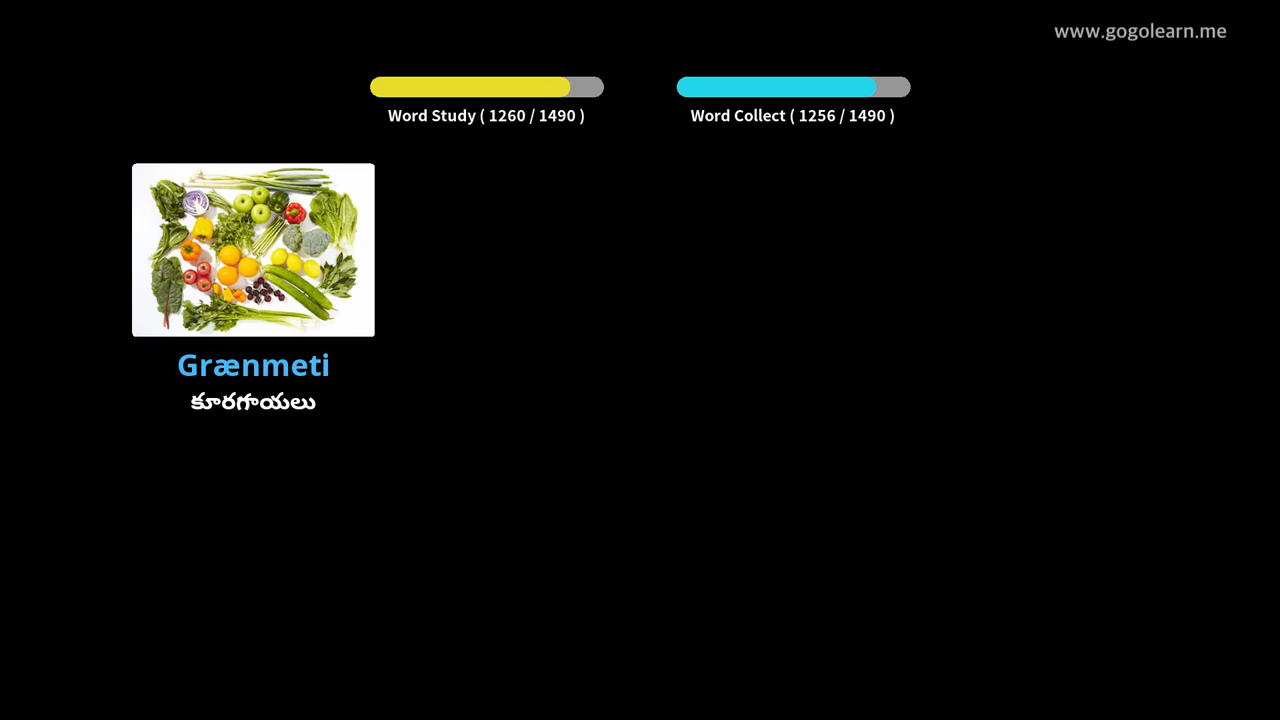 www.gogolearn.me
Word Study ( 1260 / 1490 )
Word Collect ( 1256 / 1490 )
Grænmeti
కూరగాయలు